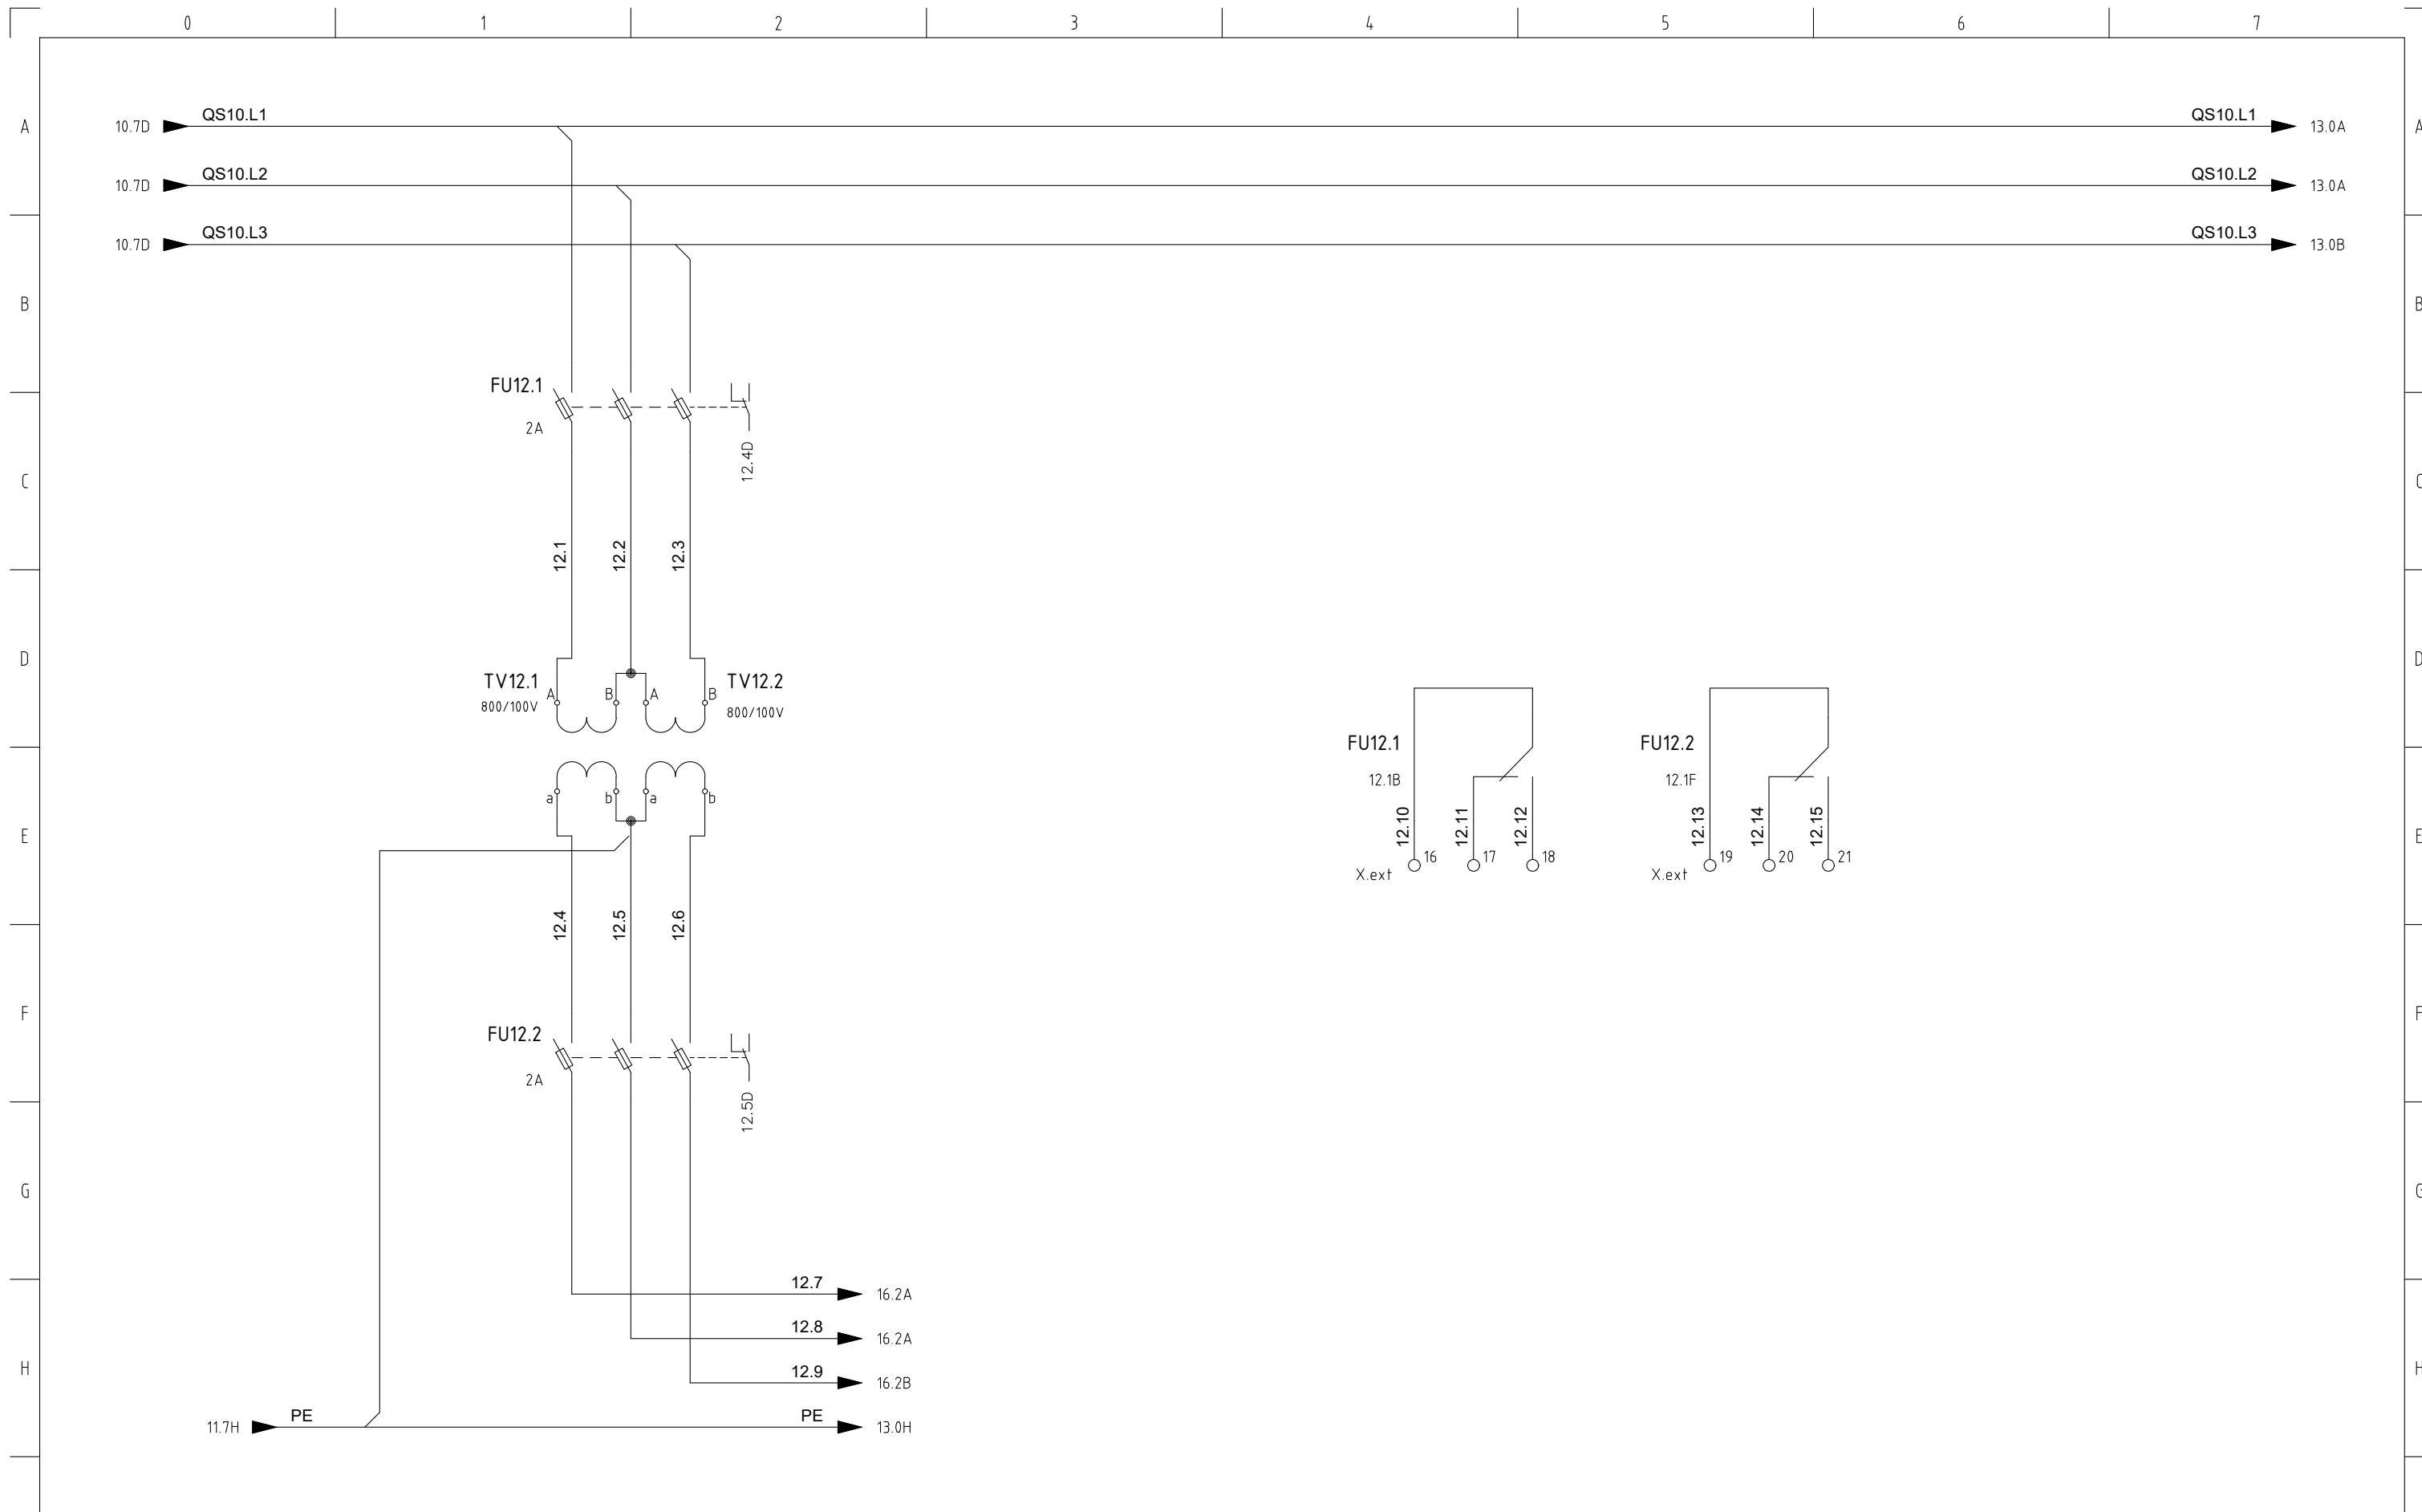 0 1 2 3 4 5 6 7
A 10.7D QS10.L1 QS10.L1 13.0A A
10.7D QS10.L2 QS10.L2 13.0A
10.7D QS10.L3 QS10.L3 13.0B
B B
FU12.1
2A
12.4D
C C
12.1 12.2 12.3
D D
TV12.1 A B A B TV12.2
800/100V 800/100V
FU12.1 FU12.2
12.1B 12.1F
a b a b
12.10 12.11 12.12 12.13 12.14 12.15
E E
X.ext 16 17 18 X.ext 19 20 21
12.4 12.5 12.6
F F
FU12.2
2A
12.5D
G G
12.7 16.2A
12.8 16.2A
H H
12.9 16.2B
11.7H PE PE 13.0H